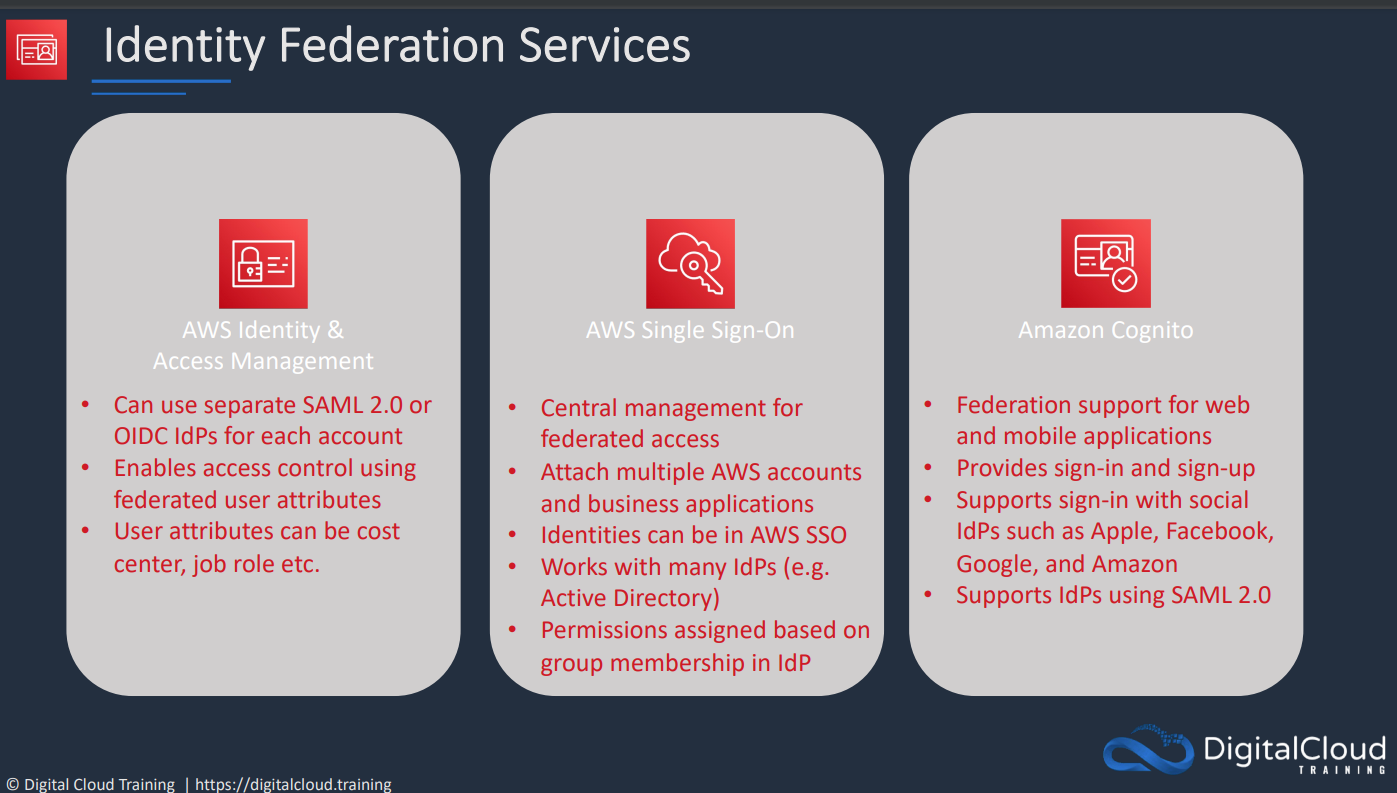 Identity Federation Services
AWS Identity &
Access Management
• Can use separate SAML 2.0 or
OIDC IdPs for each account
• Enables access control using
federated user attributes
• User attributes can be cost
center, job role etc.
AWS Single Sign-On
• Central management for
federated access
• Attach multiple AWS accounts
and business applications
• Identities can be in AWS SSO
• Works with many IdPs (e.g.
Active Directory)
• Permissions assigned based on
group membership in IdP
Amazon Cognito
• Federation support for web
and mobile applications
• Provides sign-in and sign-up
• Supports sign-in with social
IdPs such as Apple, Facebook,
Google, and Amazon
• Supports IdPs using SAML 2.0
DigitalCloud
TRAINING
© Digital Cloud Training | https://digitalcloud.training